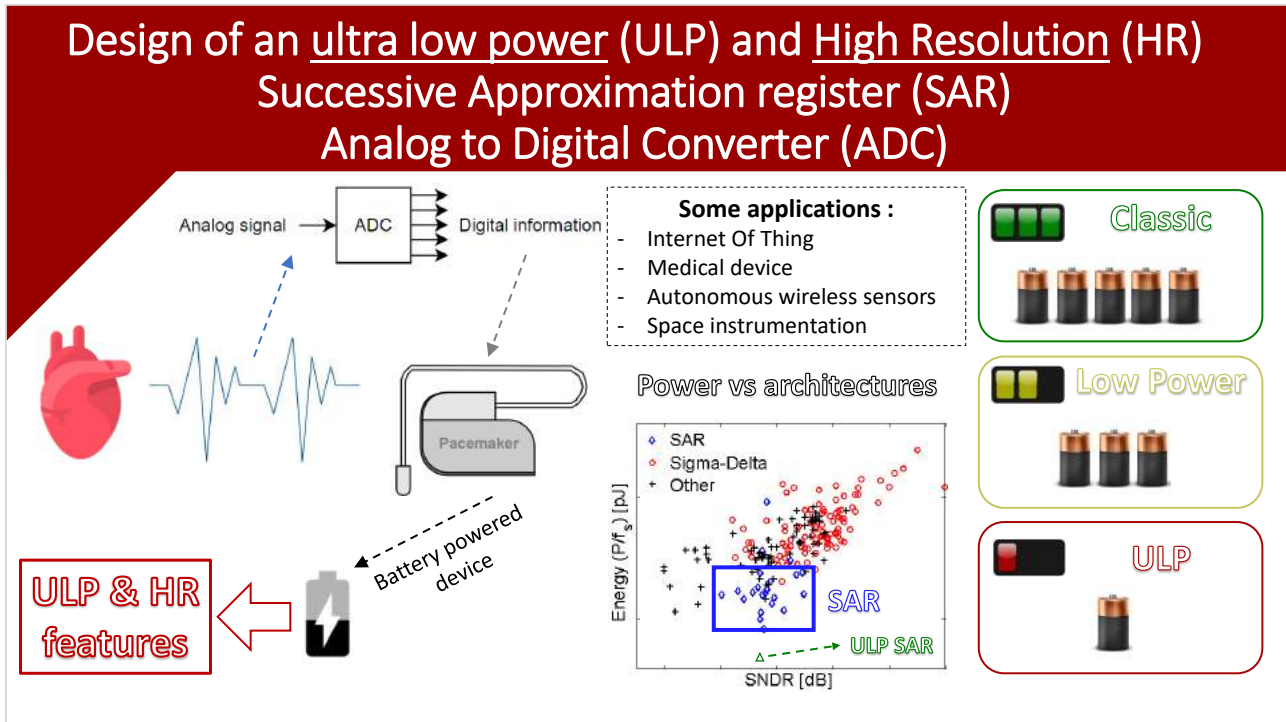 Design of an ultra low power (ULP) and High Resolution (HR)
Successive Approximation register (SAR)
Analog to Digital Converter (ADC)
Analog signal
ADC
Digital information
Pacemaker
Battery powered
device
ULP & HR
features
Some applications :
- Internet Of Thing
- Medical device
- Autonomous wireless sensors
- Space instrumentation
Power vs architectures
SAR
Sigma-Delta
Other
Energy (P/fs) [pJ]
SAR
ULP SAR
SNDR [dB]
Classic
Low Power
ULP